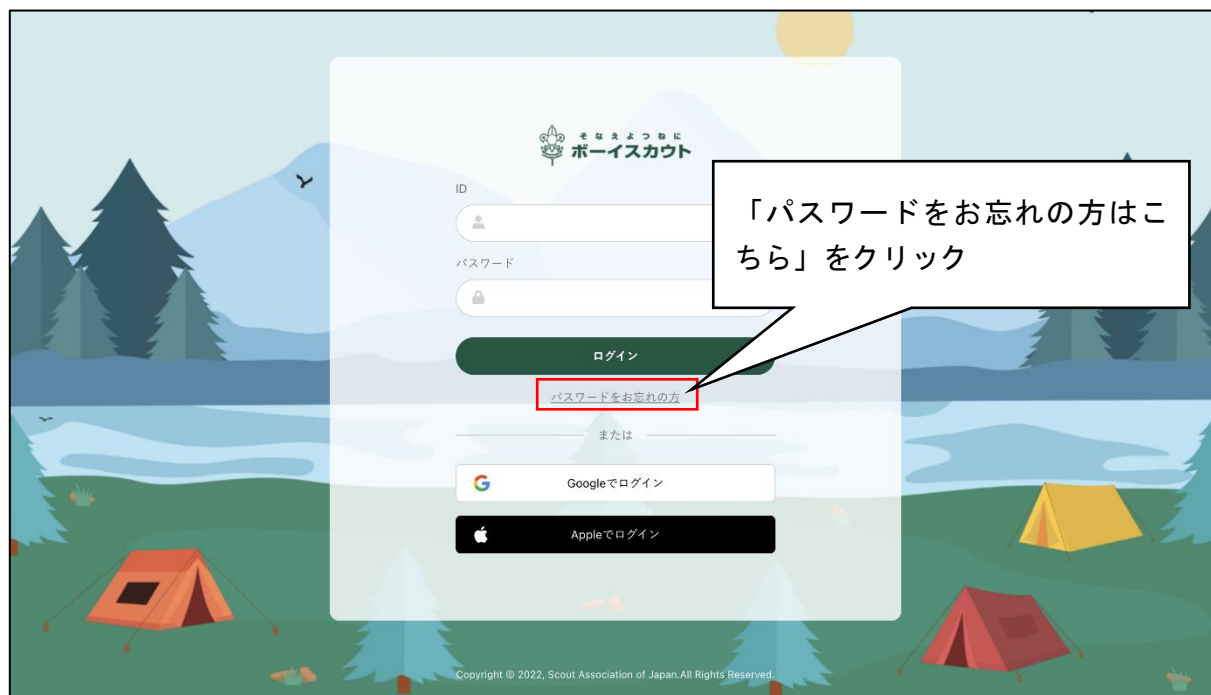 そなえよつねに
ボーイスカウト
ID
「パスワードをお忘れの方はこ
ちら」をクリック
パスワード
ログイン
パスワードをお忘れの方
または
Googleでログイン
Appleでログイン
Copyright © 2022, Scout Association of Japan.All Rights Reserved.